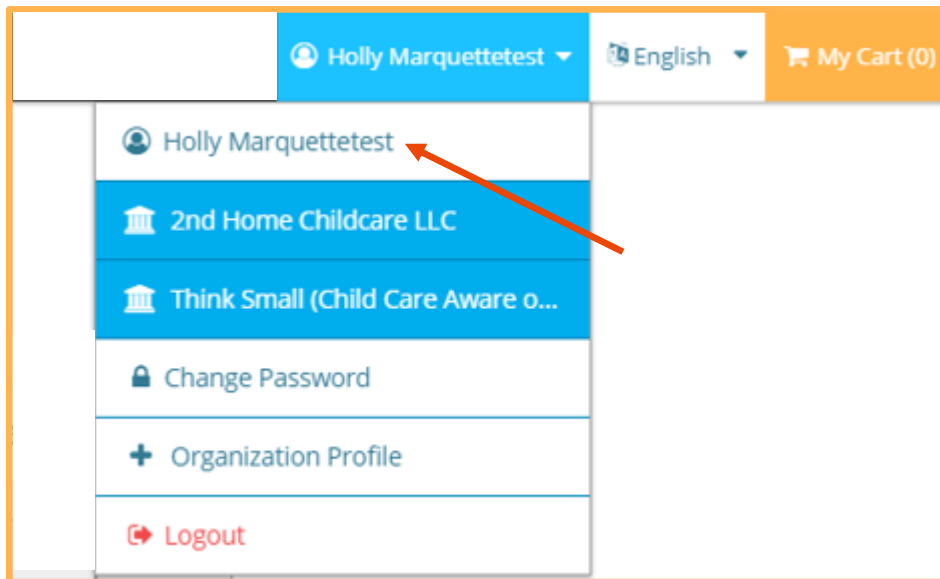 Holly Marquettetest
English
My Cart (0)
Holly Marquettetest
2nd Home Childcare LLC
Think Small (Child Care Aware o...
Change Password
Organization Profile
Logout